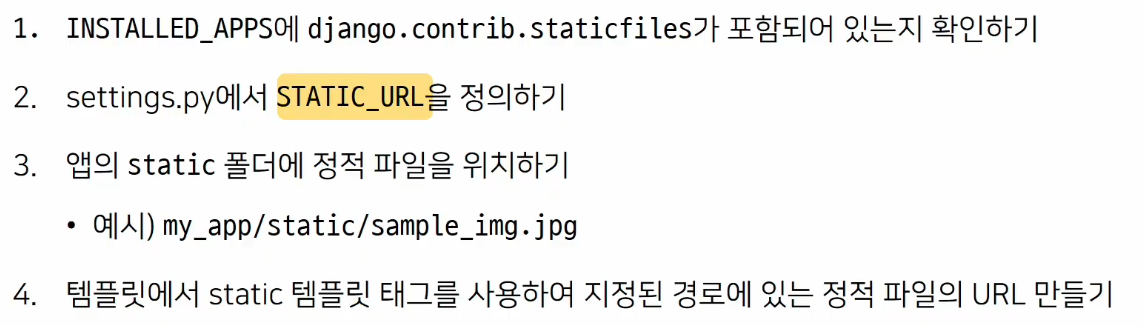 1. INSTALLED_APPS에 django.contrib.staticfiles가 포함되어 있는지 확인하기
2. settings.py에서 STATIC_URL을 정의하기
3. 앱의 static 폴더에 정적 파일을 위치하기
• 예시) my_app/static/sample_img.jpg
4. 템플릿에서 static 템플릿 태그를 사용하여 지정된 경로에 있는 정적 파일의 URL 만들기